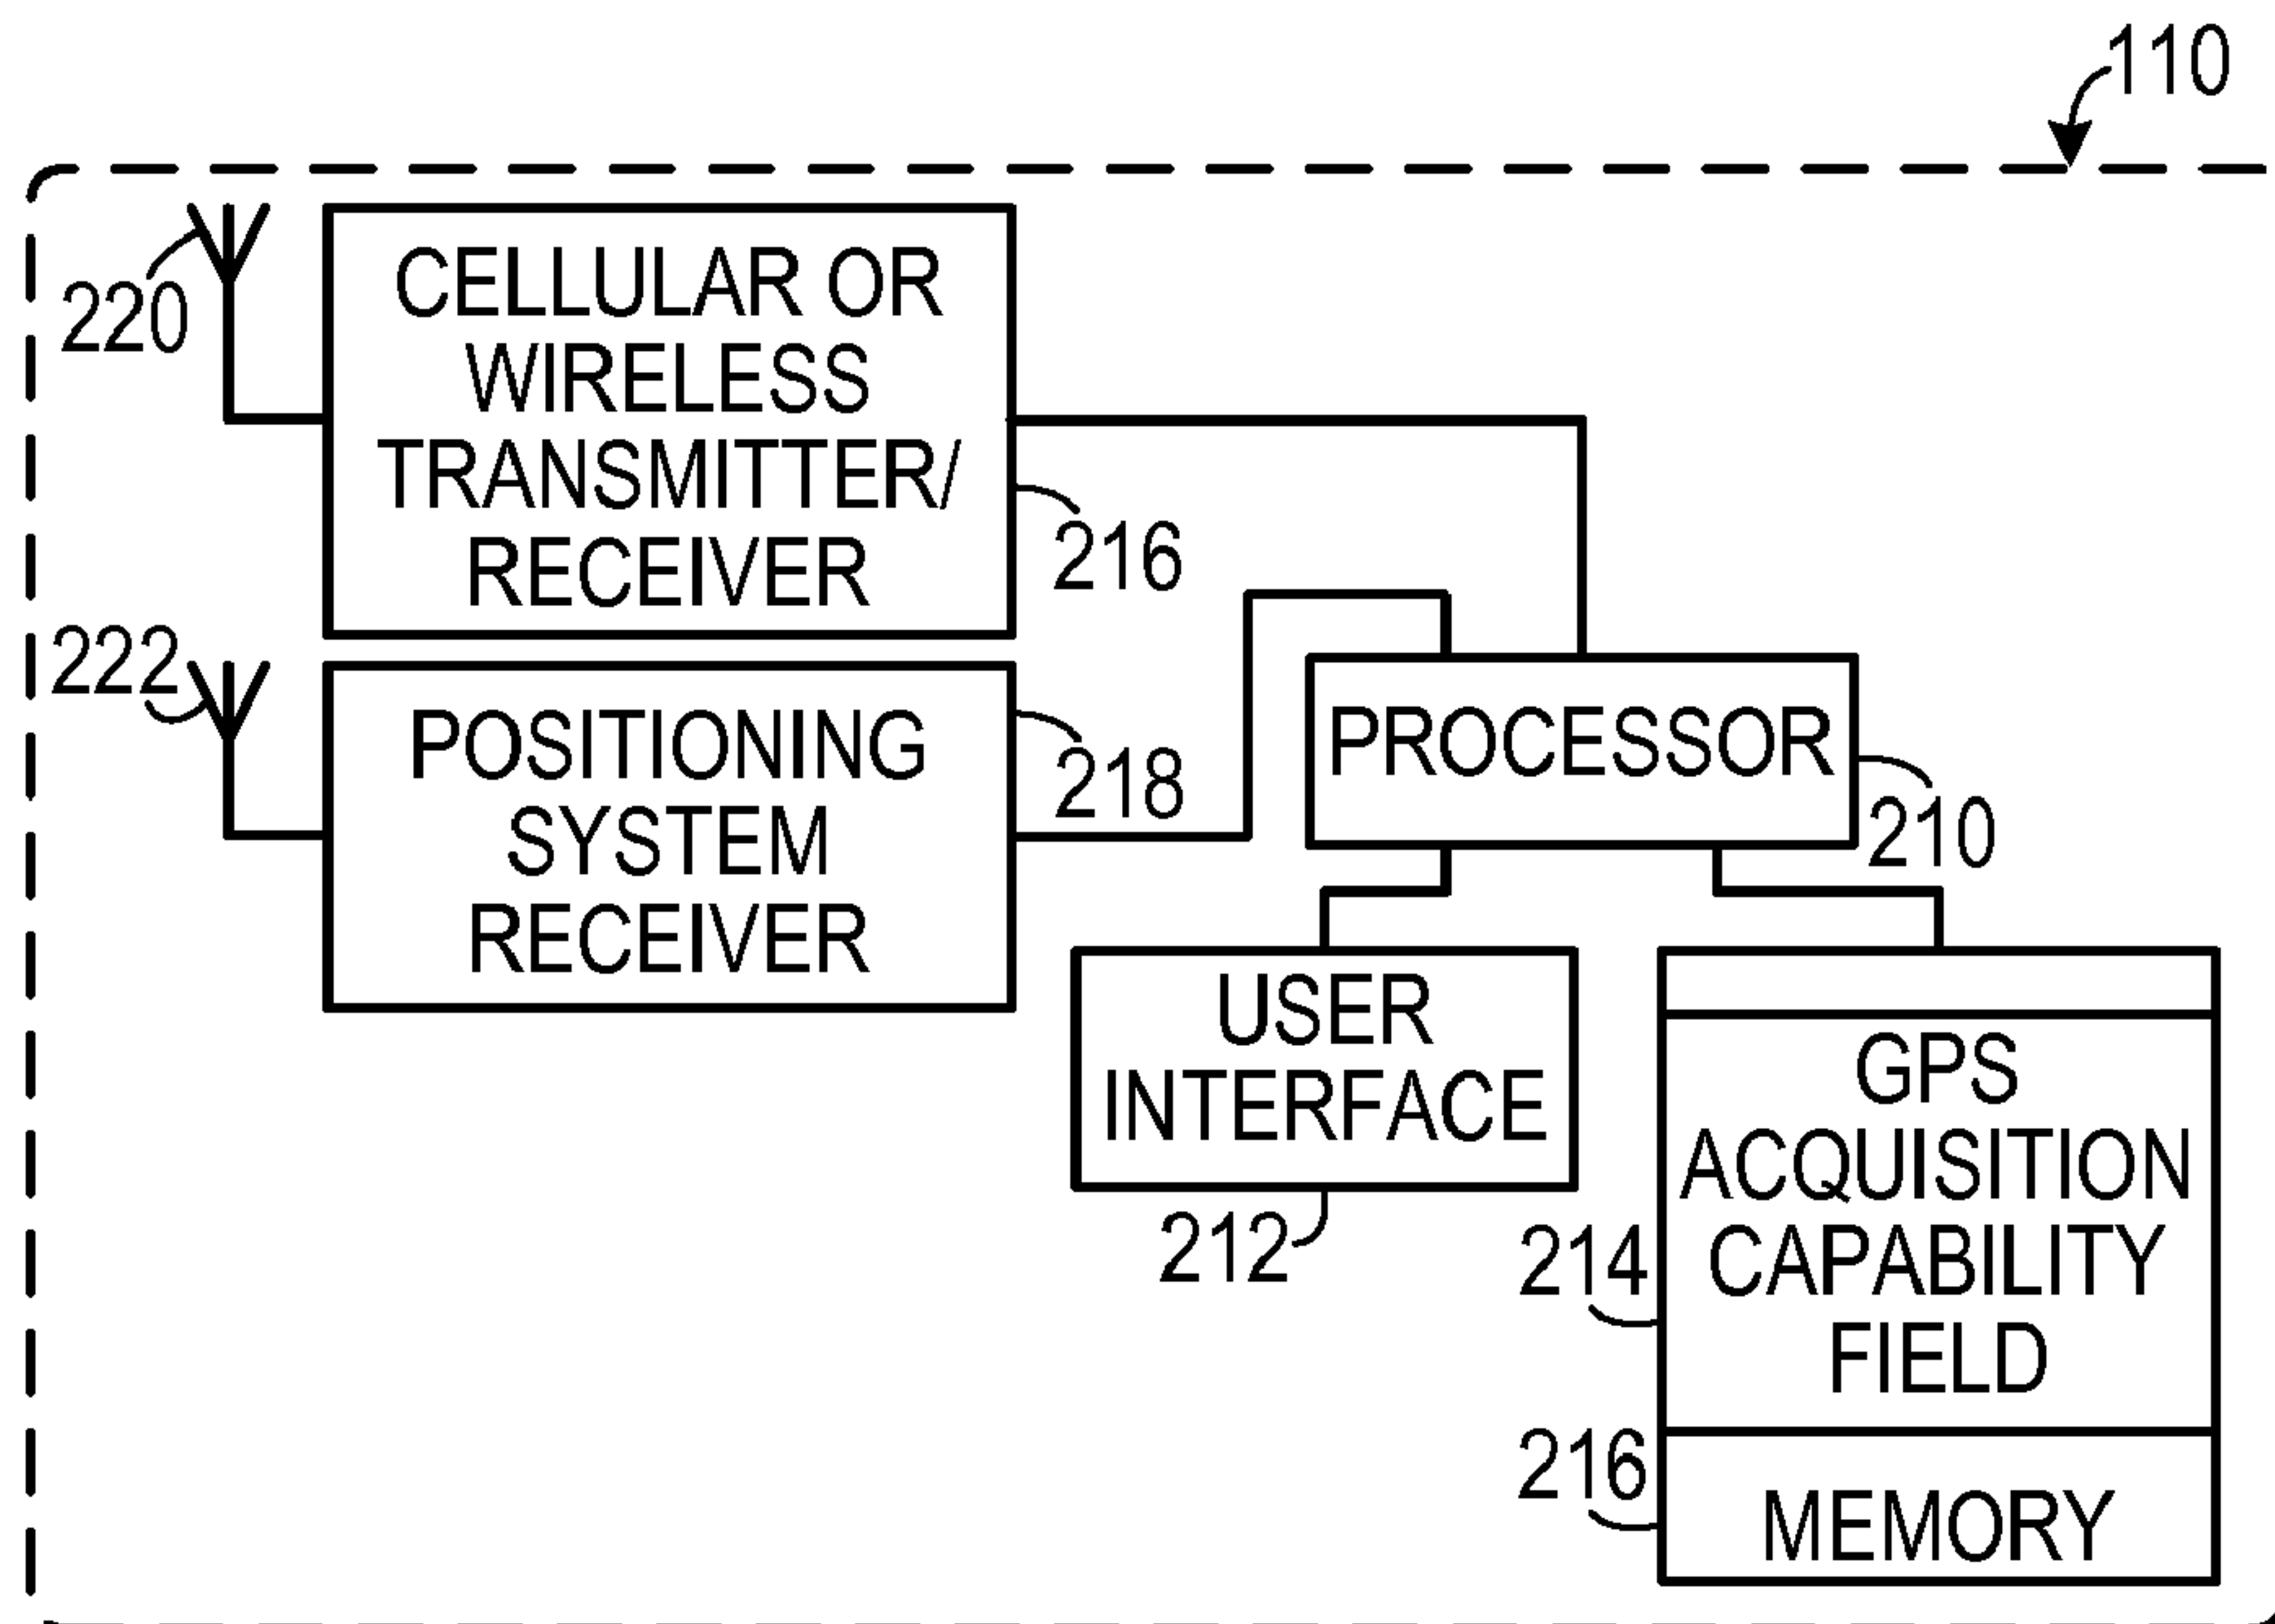 110
220
CELLULAR OR
WIRELESS
TRANSMITTER/
RECEIVER
216
222
POSITIONING
SYSTEM
RECEIVER
218
PROCESSOR
210
USER
INTERFACE
212
GPS
ACQUISITION
CAPABILITY
FIELD
214
216
MEMORY